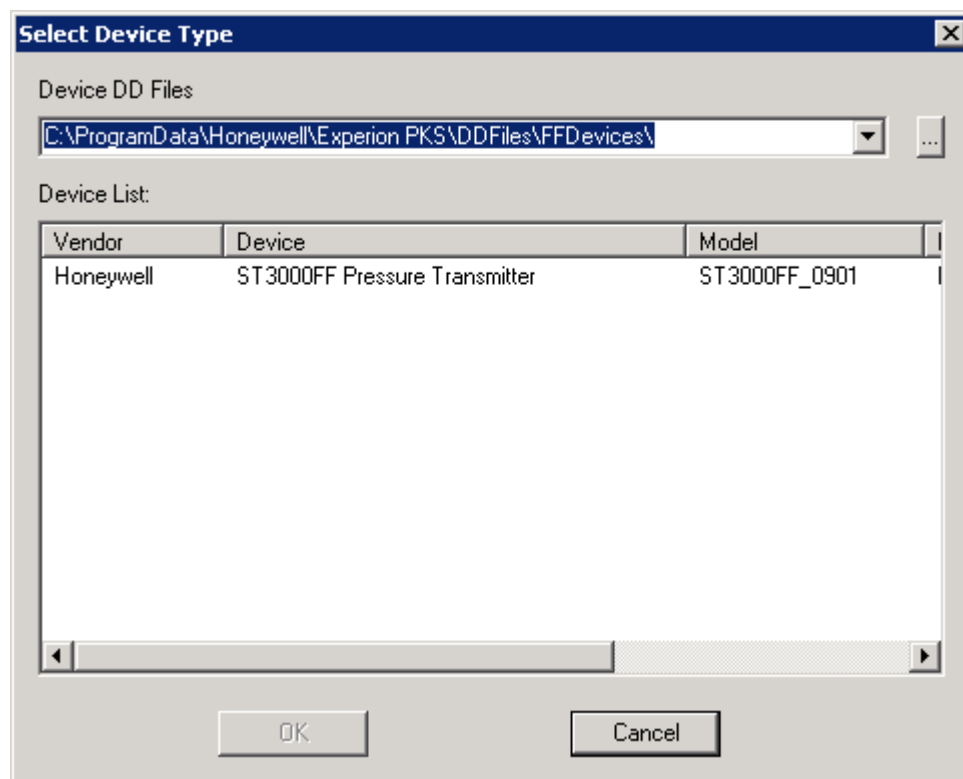 Select Device Type
Device DD Files
C:\ProgramData\Honeywell\Experion PKS\DDFiles\FFDevices\
...
Device List:
Vendor Device Model
Honeywell ST3000FF Pressure Transmitter ST3000FF_0901
OK Cancel